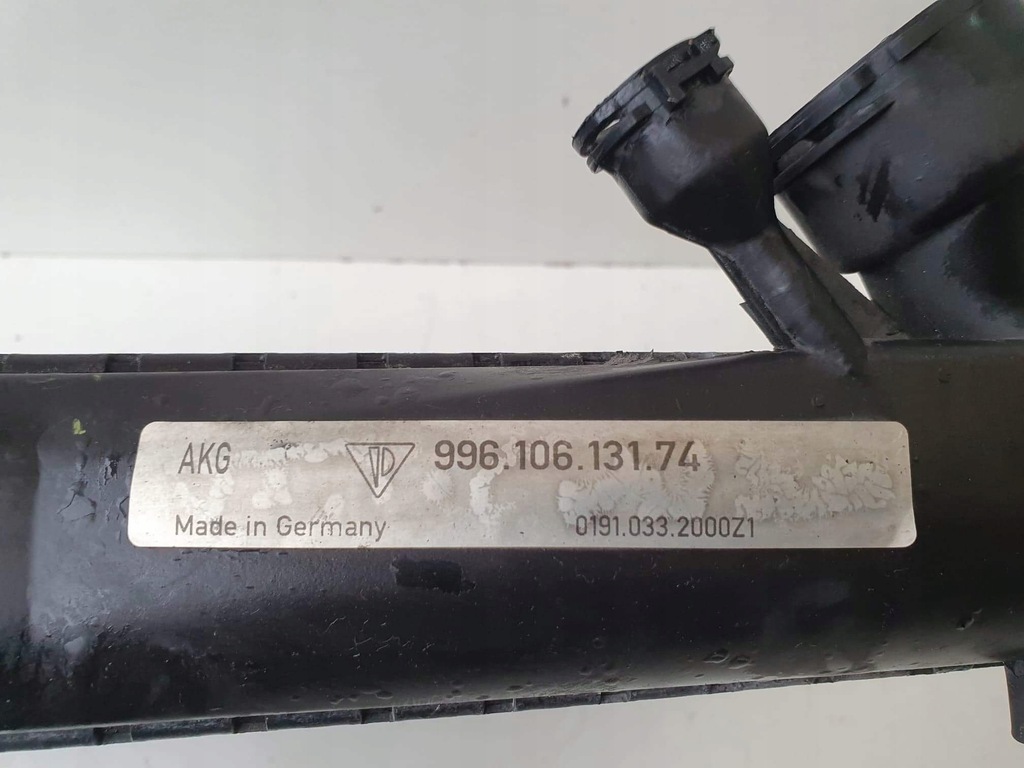 AKG 996.106.131.74
Made in Germany 0191.033.2000Z1